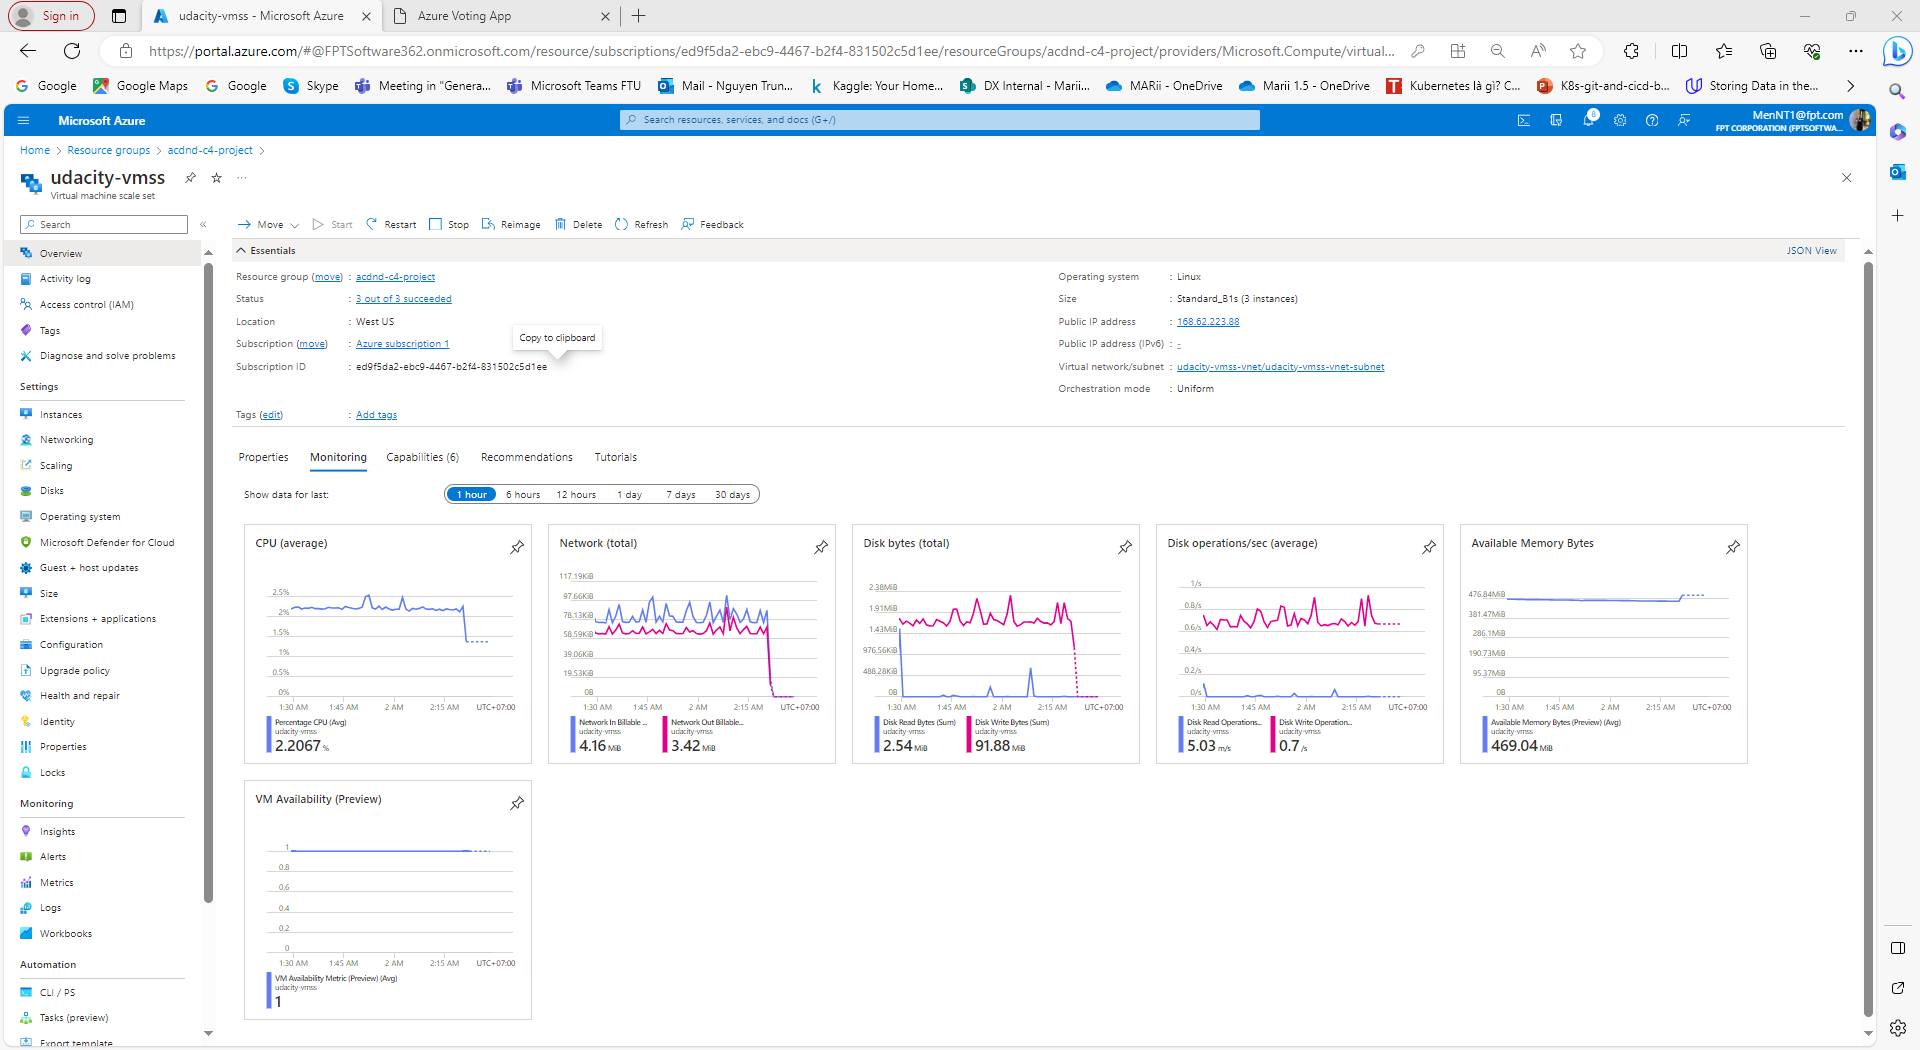 Sign in
udacity-vmss - Microsoft Azure
Azure Voting App
https://portal.azure.com/#@FPTSoftware362.onmicrosoft.com/resource/subscriptions/ed9f5da2-ebc9-4467-b2f4-831502c5d1ee/resourceGroups/acdnd-c4-project/providers/Microsoft.Compute/virtual...
Google
Google Maps
Google
Skype
Meeting in "Genera...
Microsoft Teams FTU
Mail - Nguyen Trun...
Kaggle: Your Home...
DX Internal - Marii...
MARii - OneDrive
Marii 1.5 - OneDrive
Kubernetes là gì? C...
K8s-git-and-cicd-b...
Storing Data in the...
Microsoft Azure
Search resources, services, and docs (G+/)
8
MenNT1@fpt.com
FPT CORPORATION (FPTSOFTWA...
Home > Resource groups > acdnd-c4-project >
udacity-vmss
Virtual machine scale set
Search
Move
Start
Restart
Stop
Reimage
Delete
Refresh
Feedback
Overview
Activity log
Access control (IAM)
Tags
Diagnose and solve problems
Settings
Instances
Networking
Scaling
Disks
Operating system
Microsoft Defender for Cloud
Guest + host updates
Size
Extensions + applications
Configuration
Upgrade policy
Health and repair
Identity
Properties
Locks
Monitoring
Insights
Alerts
Metrics
Logs
Workbooks
Automation
CLI / PS
Tasks (preview)
Export template
Essentials
JSON View
Resource group (move) : acdnd-c4-project
Status : 3 out of 3 succeeded
Location : West US
Subscription (move) : Azure subscription 1
Subscription ID : ed9f5da2-ebc9-4467-b2f4-831502c5d1ee
Copy to clipboard
Tags (edit) : Add tags
Operating system : Linux
Size : Standard_B1s (3 instances)
Public IP address : 168.62.223.88
Public IP address (IPv6) : -
Virtual network/subnet : udacity-vmss-vnet/udacity-vmss-vnet-subnet
Orchestration mode : Uniform
Properties
Monitoring
Capabilities (6)
Recommendations
Tutorials
Show data for last:
1 hour
6 hours
12 hours
1 day
7 days
30 days
CPU (average)
2.5%
2%
1.5%
1%
0.5%
0%
1:30 AM 1:45 AM 2 AM 2:15 AM UTC+07:00
Percentage CPU (Avg)
udacity-vmss
2.2067 %
Network (total)
117.19KiB
97.66KiB
78.13KiB
58.59KiB
39.06KiB
19.53KiB
0B
1:30 AM 1:45 AM 2 AM 2:15 AM UTC+07:00
Network In Billable ...
udacity-vmss
4.16 MiB
Network Out Billable...
udacity-vmss
3.42 MiB
Disk bytes (total)
2.38MiB
1.91MiB
1.43MiB
976.56KiB
488.28KiB
0B
1:30 AM 1:45 AM 2 AM 2:15 AM UTC+07:00
Disk Read Bytes (Sum)
udacity-vmss
2.54 MiB
Disk Write Bytes (Sum)
udacity-vmss
91.88 MiB
Disk operations/sec (average)
1/s
0.8/s
0.6/s
0.4/s
0.2/s
0/s
1:30 AM 1:45 AM 2 AM 2:15 AM UTC+07:00
Disk Read Operations...
udacity-vmss
5.03 m/s
Disk Write Operation...
udacity-vmss
0.7 /s
Available Memory Bytes
476.84MiB
381.47MiB
286.1MiB
190.73MiB
95.37MiB
0B
1:30 AM 1:45 AM 2 AM 2:15 AM UTC+07:00
Available Memory Bytes (Preview) (Avg)
udacity-vmss
469.04 MiB
VM Availability (Preview)
1
0.8
0.6
0.4
0.2
0
1:30 AM 1:45 AM 2 AM 2:15 AM UTC+07:00
VM Availability Metric (Preview) (Avg)
udacity-vmss
1